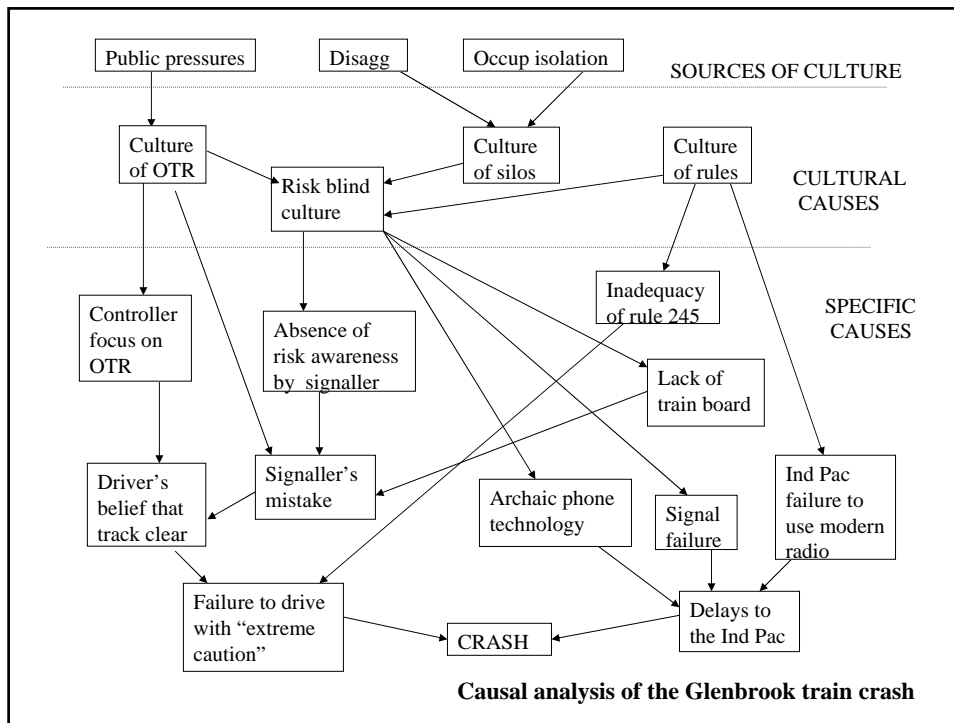 Public pressures
Disagg
Occup isolation
SOURCES OF CULTURE
Culture
of OTR
Risk blind
culture
Culture
of silos
Culture
of rules
CULTURAL
CAUSES
Controller
focus on
OTR
Absence of
risk awareness
by signaller
Inadequacy
of rule 245
SPECIFIC
CAUSES
Lack of
train board
Driver's
belief that
track clear
Signaller's
mistake
Archaic phone
technology
Signal
failure
Ind Pac
failure to
use modern
radio
Failure to drive
with “extreme
caution”
CRASH
Delays to
the Ind Pac
Causal analysis of the Glenbrook train crash